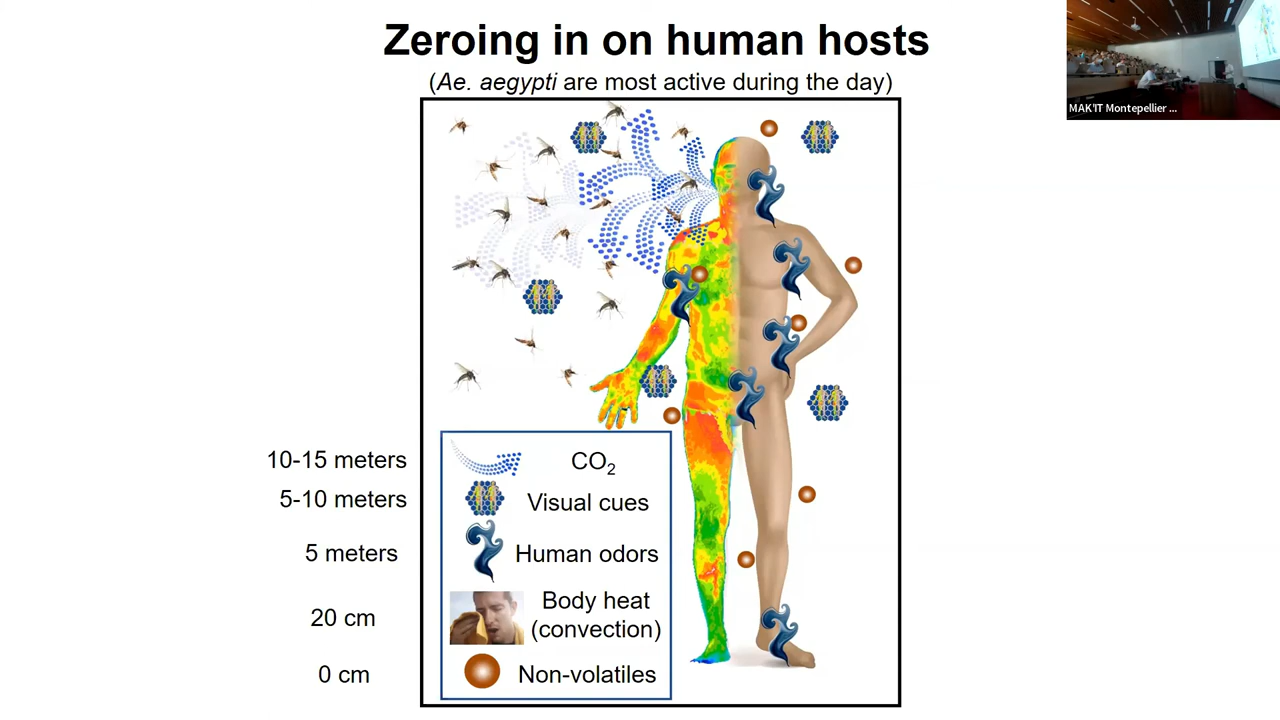 Zeroing in on human hosts
(Ae. aegypti are most active during the day)
MAK'IT Montepellier ...
10-15 meters
CO₂
5-10 meters
Visual cues
5 meters
Human odors
20 cm
Body heat
(convection)
0 cm
Non-volatiles